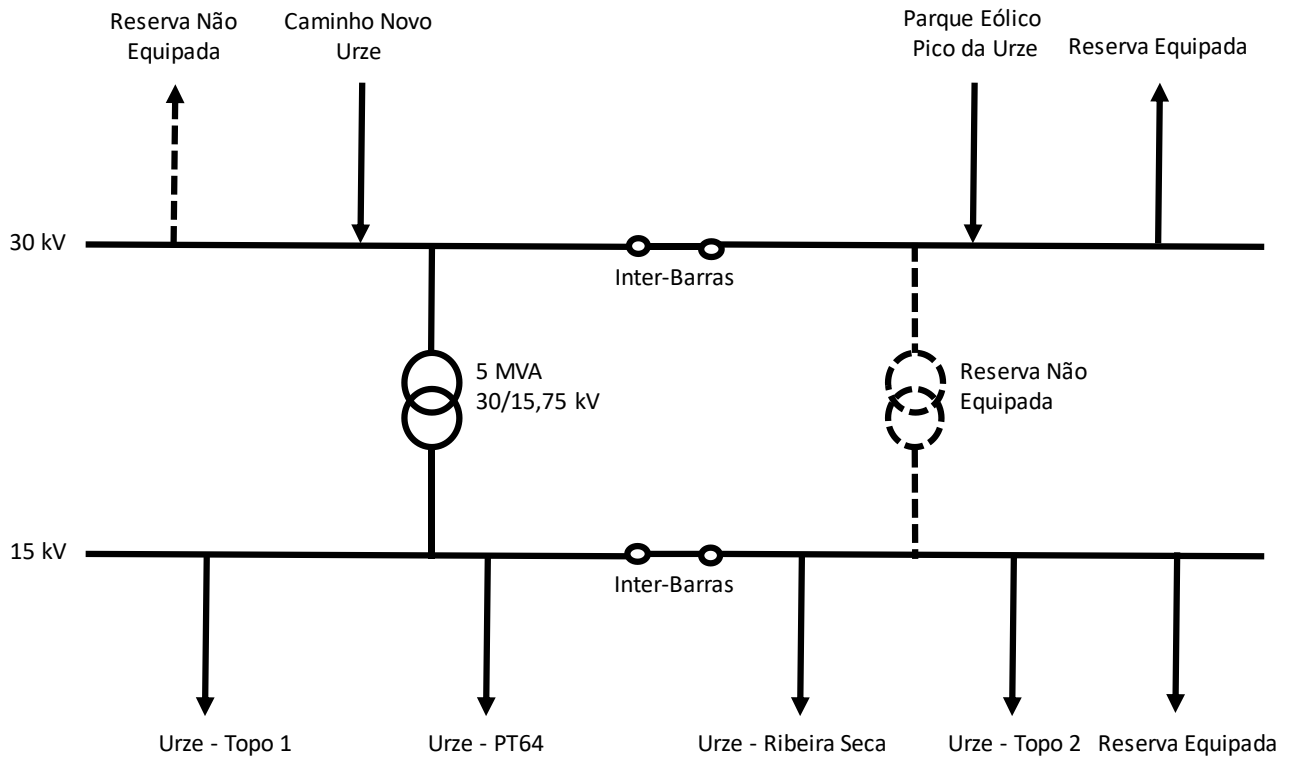 Reserva Não
Equipada
Caminho Novo
Urze
Parque Eólico
Pico da Urze
Reserva Equipada
30 kV
Inter-Barras
5 MVA
30/15,75 kV
Reserva Não
Equipada
15 kV
Inter-Barras
Urze - Topo 1
Urze - PT64
Urze - Ribeira Seca
Urze - Topo 2
Reserva Equipada